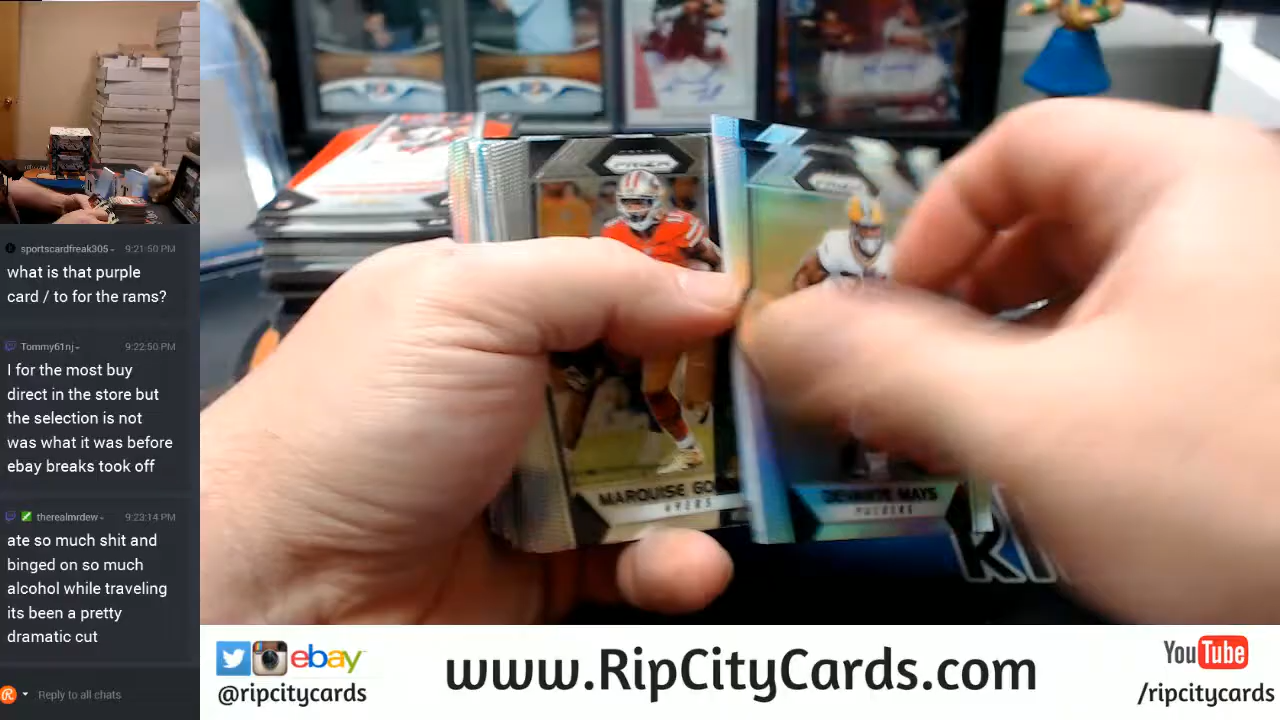 sportscardfreak305
9:21:50 PM
what is that purple
card / to for the rams?
Tommy61nj
9:22:50 PM
I for the most buy
direct in the store but
the selection is not
was what it was before
ebay breaks took off
therealmrdew
9:23:14 PM
ate so much shit and
binged on so much
alcohol while traveling
its been a pretty
dramatic cut
Reply to all chats
PRIZM
MARQUISE GO
49ERS
PRIZM
DEVANTE MAYS
PACKERS
ebay
@ripcitycards
www.RipCityCards.com
YouTube
/ripcitycards